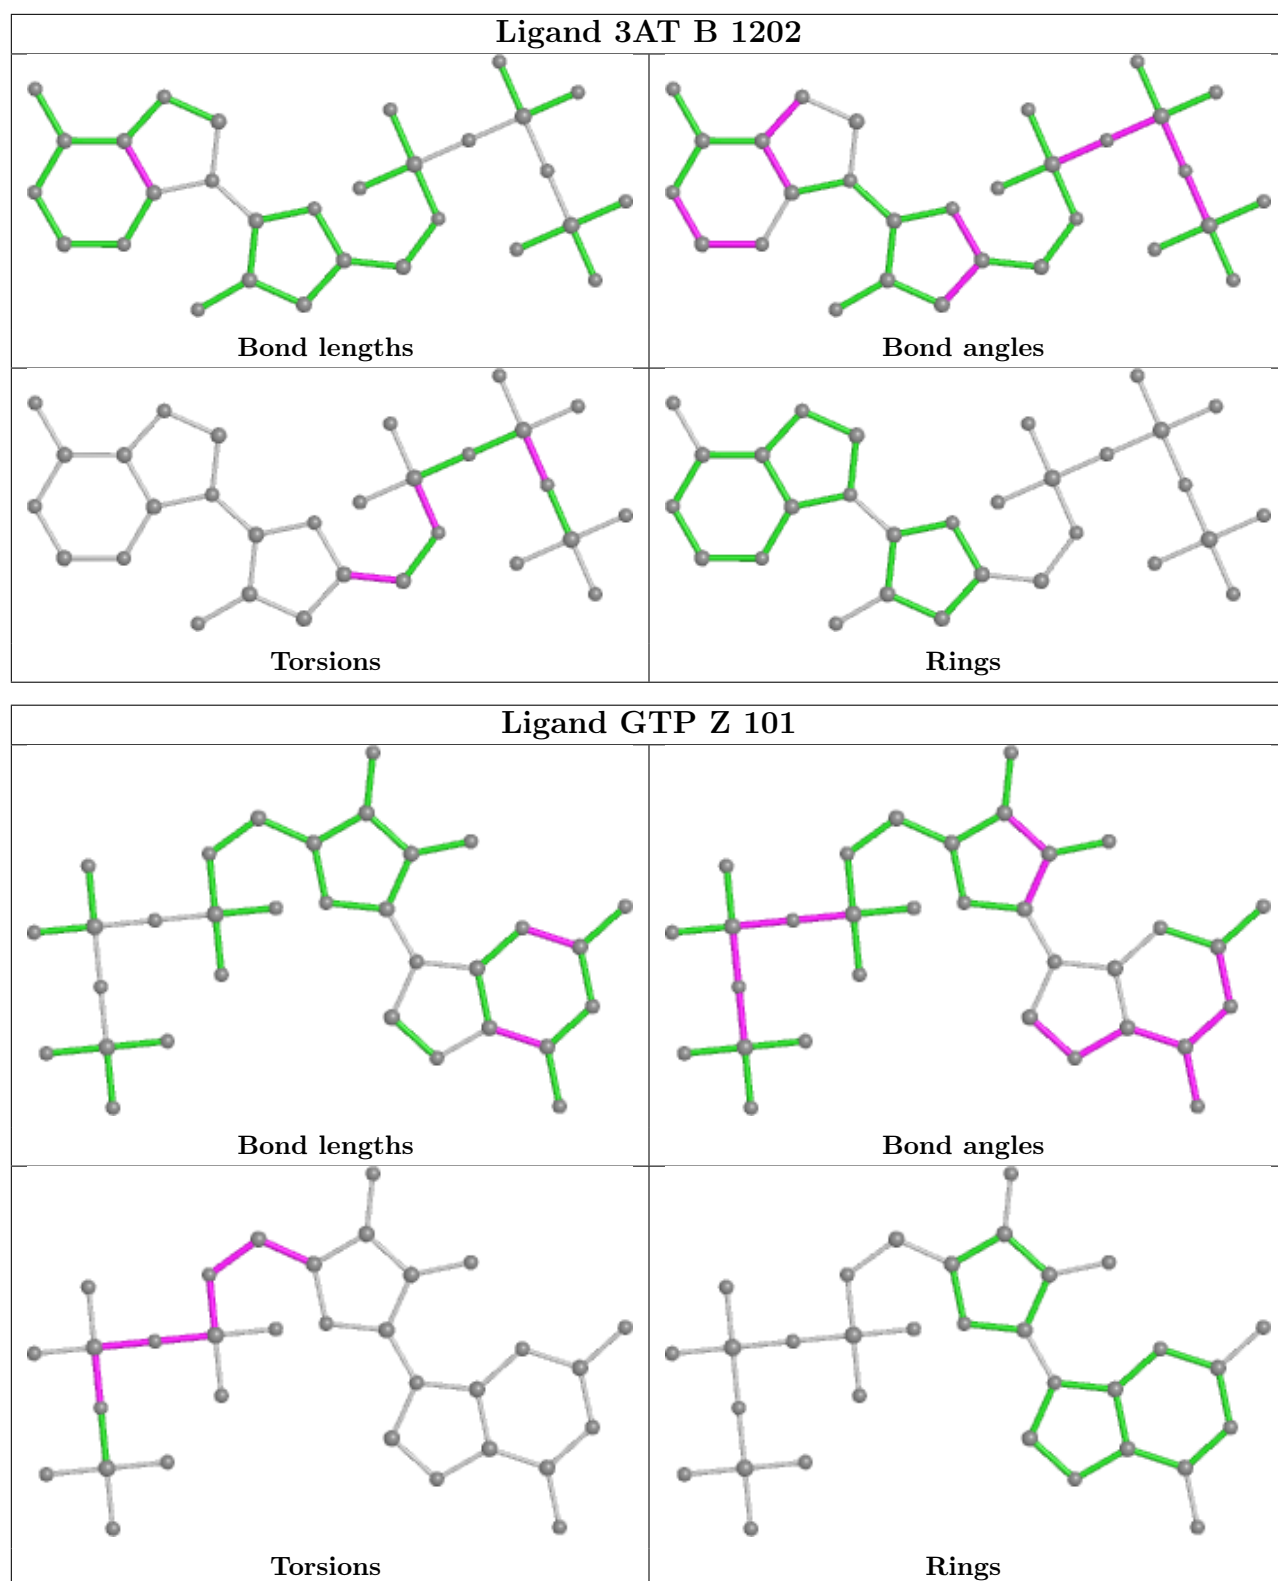 Ligand 3AT B 1202
Bond lengths
Bond angles
Torsions
Rings
Ligand GTP Z 101
Bond lengths
Bond angles
Torsions
Rings